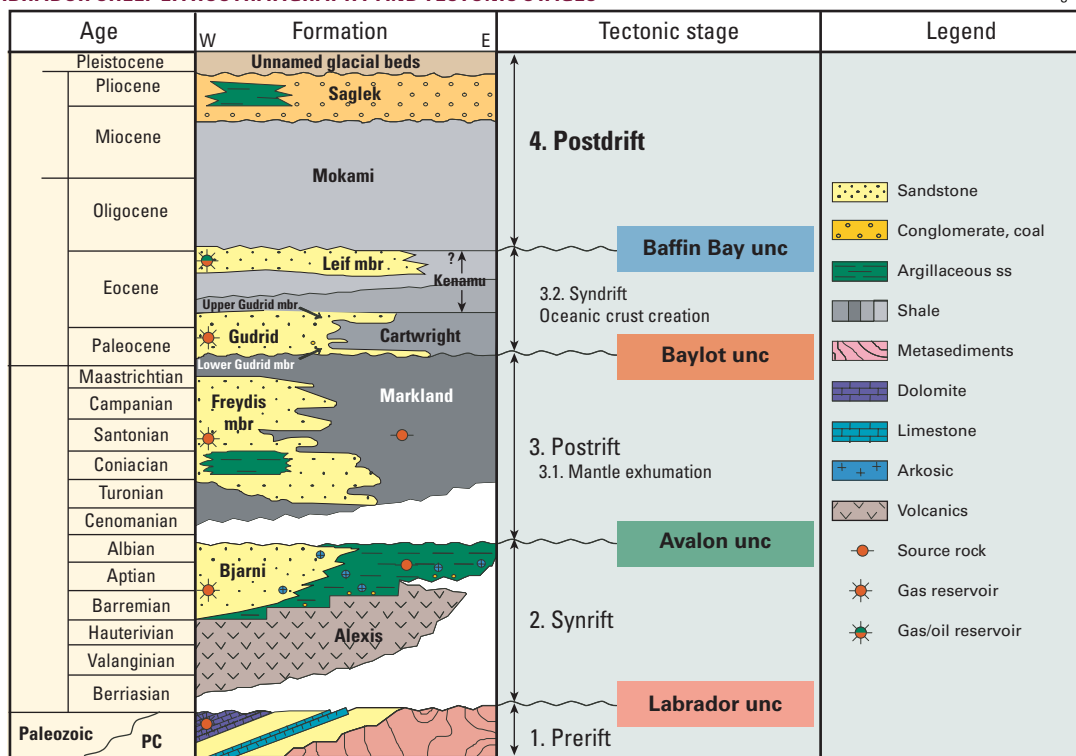 Age
W Formation E
Tectonic stage
Legend
Pleistocene
Pliocene
Miocene
Oligocene
Eocene
Paleocene
Maastrichtian
Campanian
Santonian
Coniacian
Turonian
Cenomanian
Albian
Aptian
Barremian
Hauterivian
Valanginian
Berriasian
Paleozoic
PC
Unnamed glacial beds
Saglek
Mokami
Leif mbr
?
Kenamu
Upper Gudrid mbr
Gudrid
Cartwright
Lower Gudrid mbr
Markland
Freydis
mbr
Bjarni
Alexis
4. Postdrift
Baffin Bay unc
3.2. Syndrift
Oceanic crust creation
Baylot unc
3. Postrift
3.1. Mantle exhumation
Avalon unc
2. Synrift
Labrador unc
1. Prerift
Sandstone
Conglomerate, coal
Argillaceous ss
Shale
Metasediments
Dolomite
Limestone
Arkosic
Volcanics
Source rock
Gas reservoir
Gas/oil reservoir